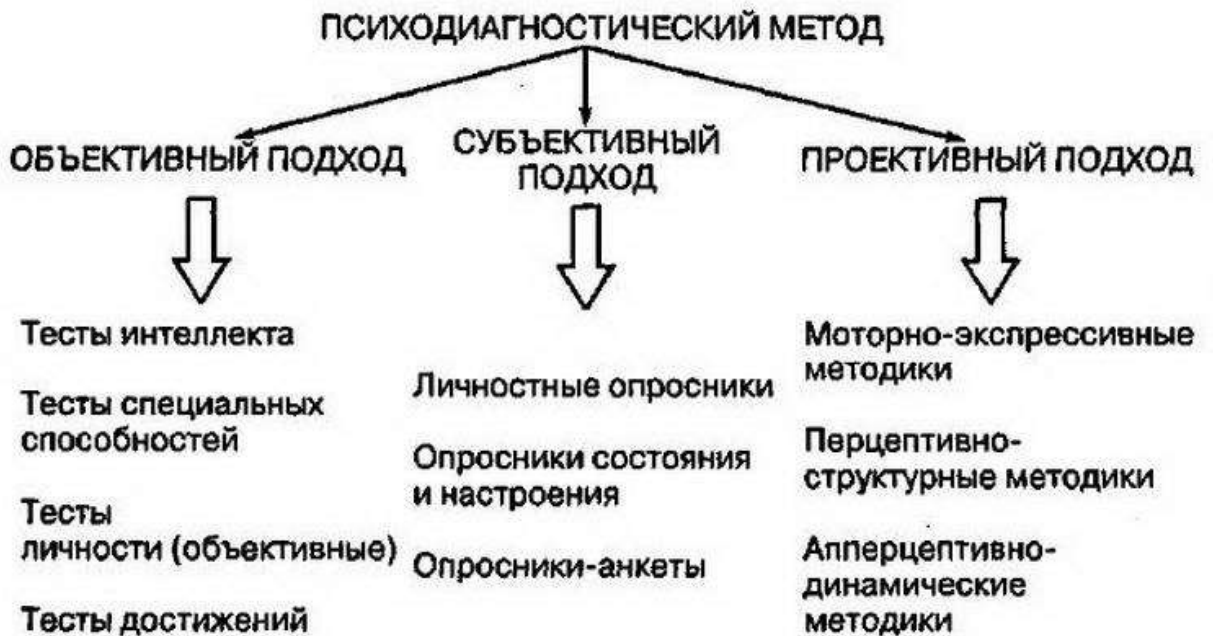 ПСИХОДИАГНОСТИЧЕСКИЙ МЕТОД
ОБЪЕКТИВНЫЙ ПОДХОД
СУБЪЕКТИВНЫЙ
ПОДХОД
ПРОЕКТИВНЫЙ ПОДХОД
Тесты интеллекта
Тесты специальных
способностей
Тесты
личности (объективные)
Тесты достижений
Личностные опросники
Опросники состояния
и настроения
Опросники-анкеты
Моторно-экспрессивные
методики
Перцептивно-
структурные методики
Апперцептивно-
динамические
методики